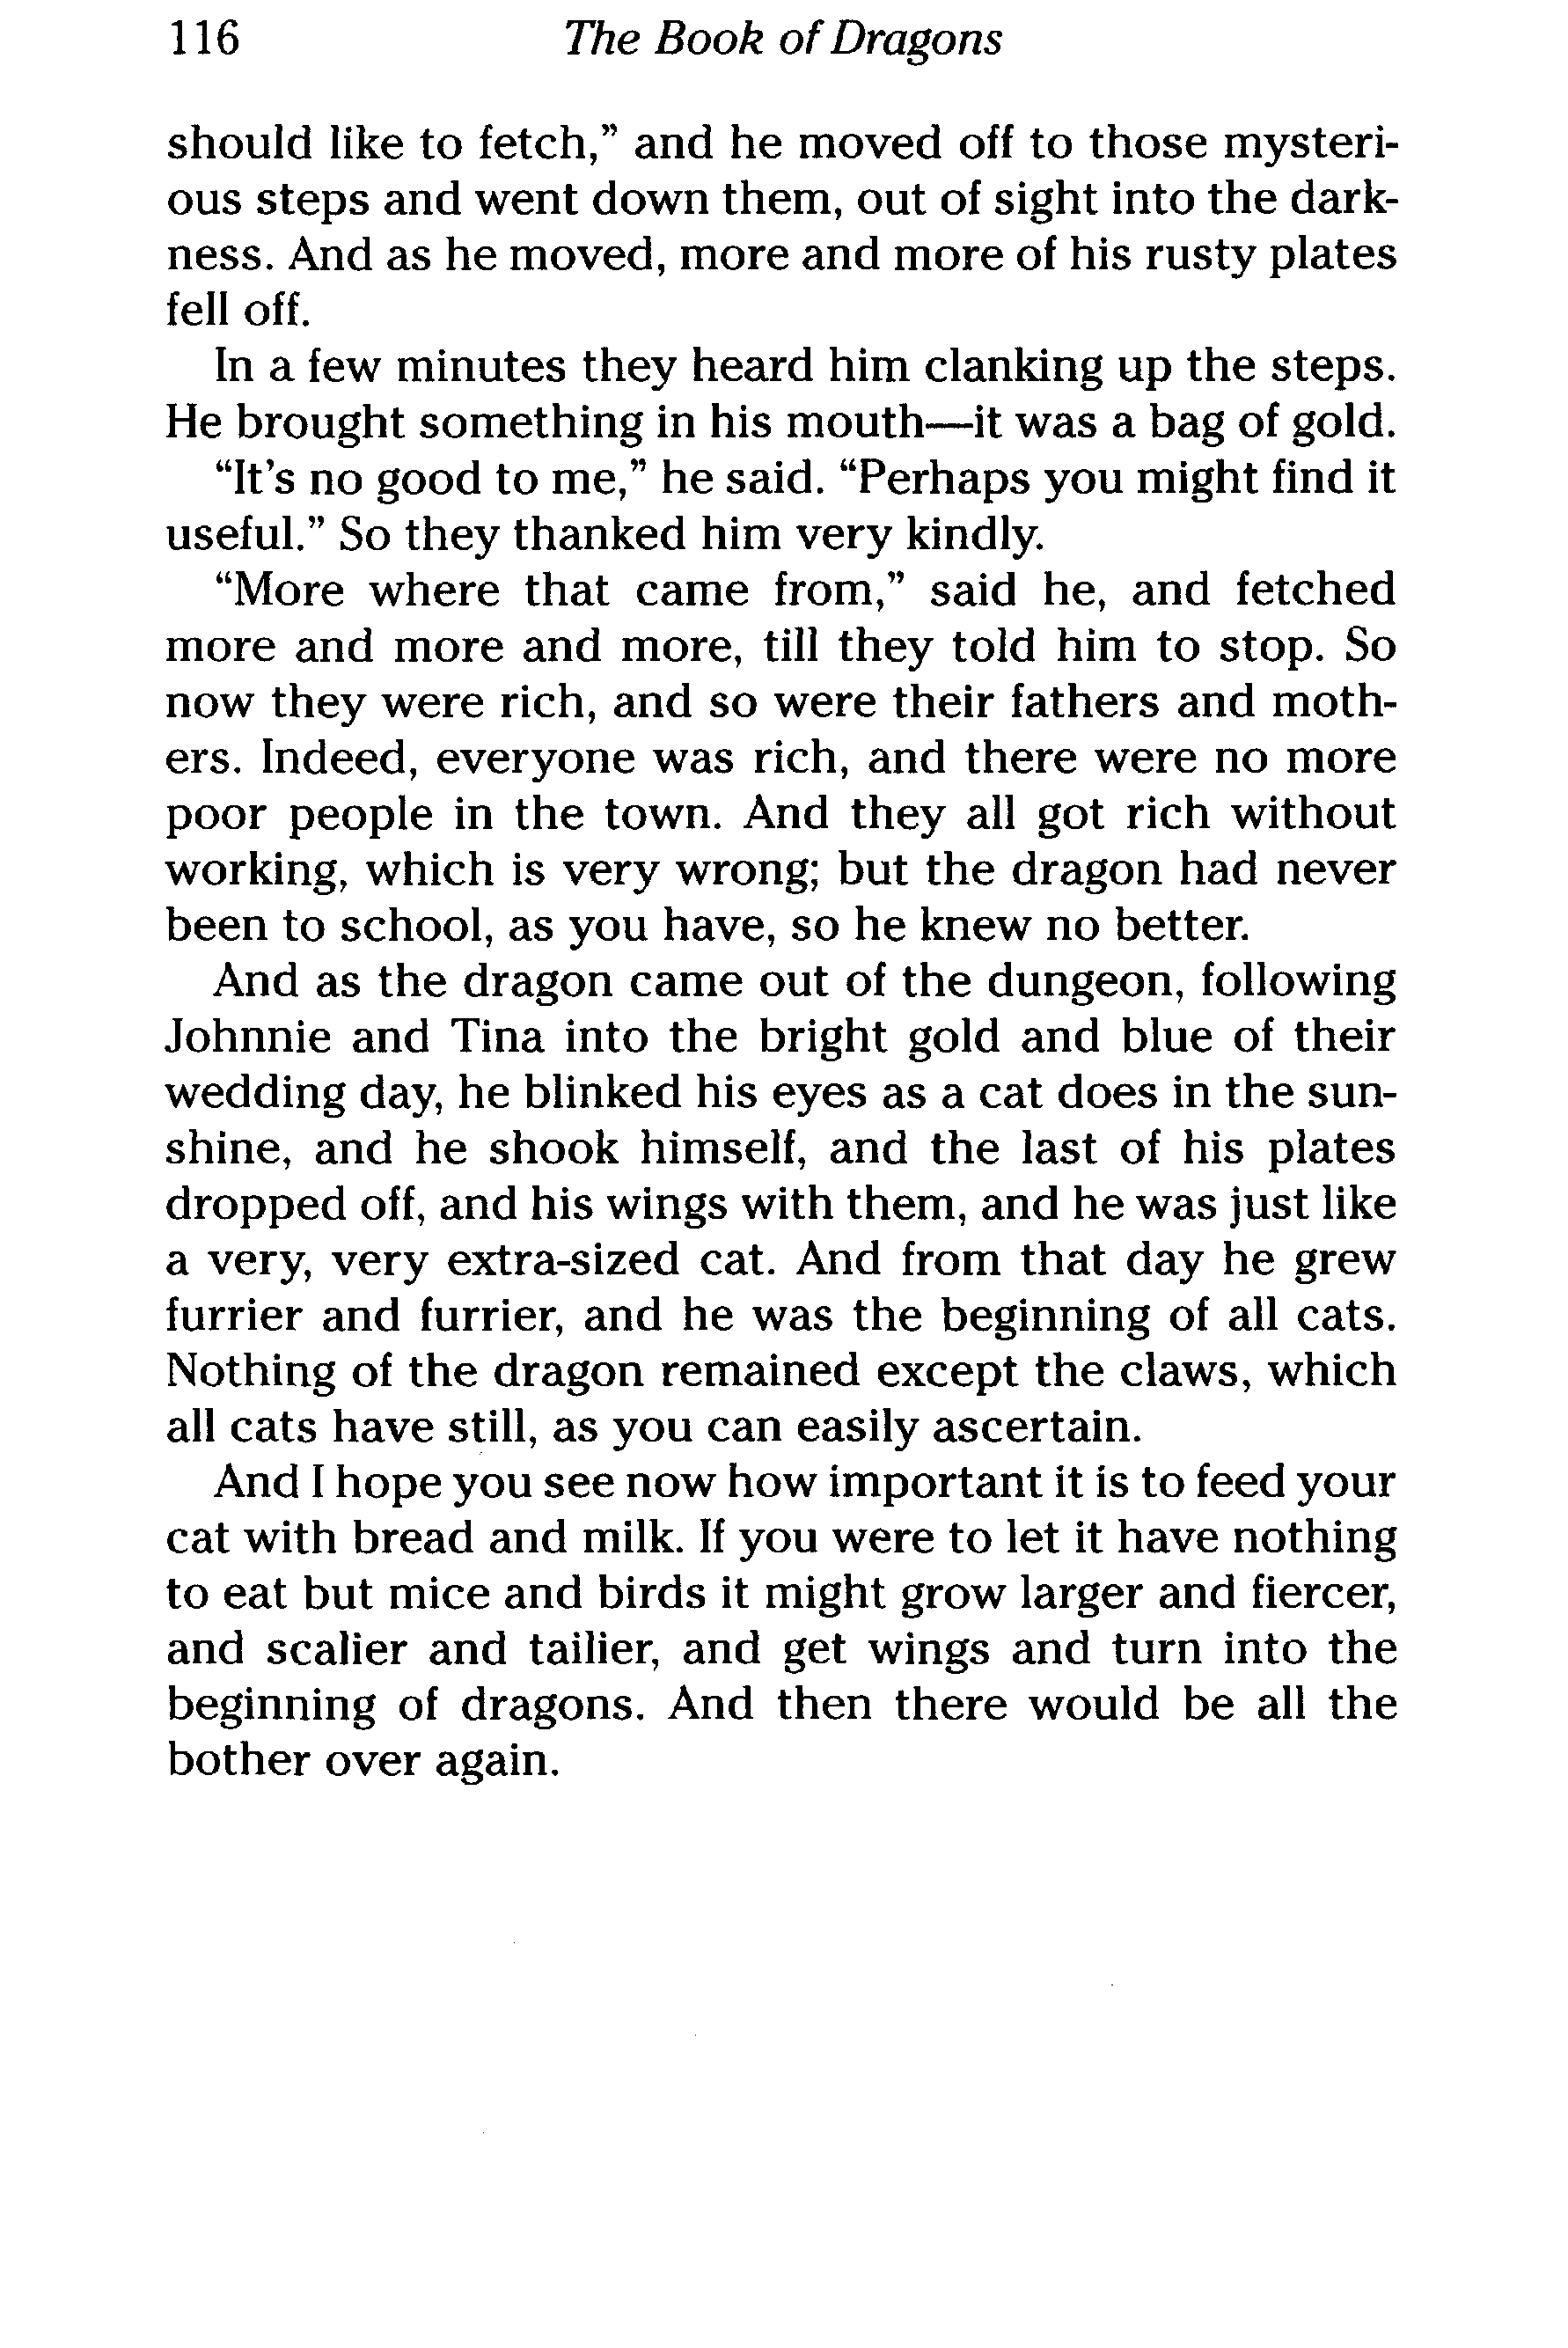 116 The Book of Dragons
should like to fetch,” and he moved off to those mysteri-
ous steps and went down them, out of sight into the dark-
ness. And as he moved, more and more of his rusty plates
fell off.
In a few minutes they heard him clanking up the steps.
He brought something in his mouth—it was a bag of gold.
“It’s no good to me,” he said. “Perhaps you might find it
useful.” So they thanked him very kindly.
“More where that came from,” said he, and fetched
more and more and more, till they told him to stop. So
now they were rich, and so were their fathers and moth-
ers. Indeed, everyone was rich, and there were no more
poor people in the town. And they all got rich without
working, which is very wrong; but the dragon had never
been to school, as you have, so he knew no better.
And as the dragon came out of the dungeon, following
Johnnie and Tina into the bright gold and blue of their
wedding day, he blinked his eyes as a cat does in the sun-
shine, and he shook himself, and the last of his plates
dropped off, and his wings with them, and he was just like
a very, very extra-sized cat. And from that day he grew
furrier and furrier, and he was the beginning of all cats.
Nothing of the dragon remained except the claws, which
all cats have still, as you can easily ascertain.
And I hope you see now how important it is to feed your
cat with bread and milk. If you were to let it have nothing
to eat but mice and birds it might grow larger and fiercer,
and scalier and tailier, and get wings and turn into the
beginning of dragons. And then there would be all the
bother over again.